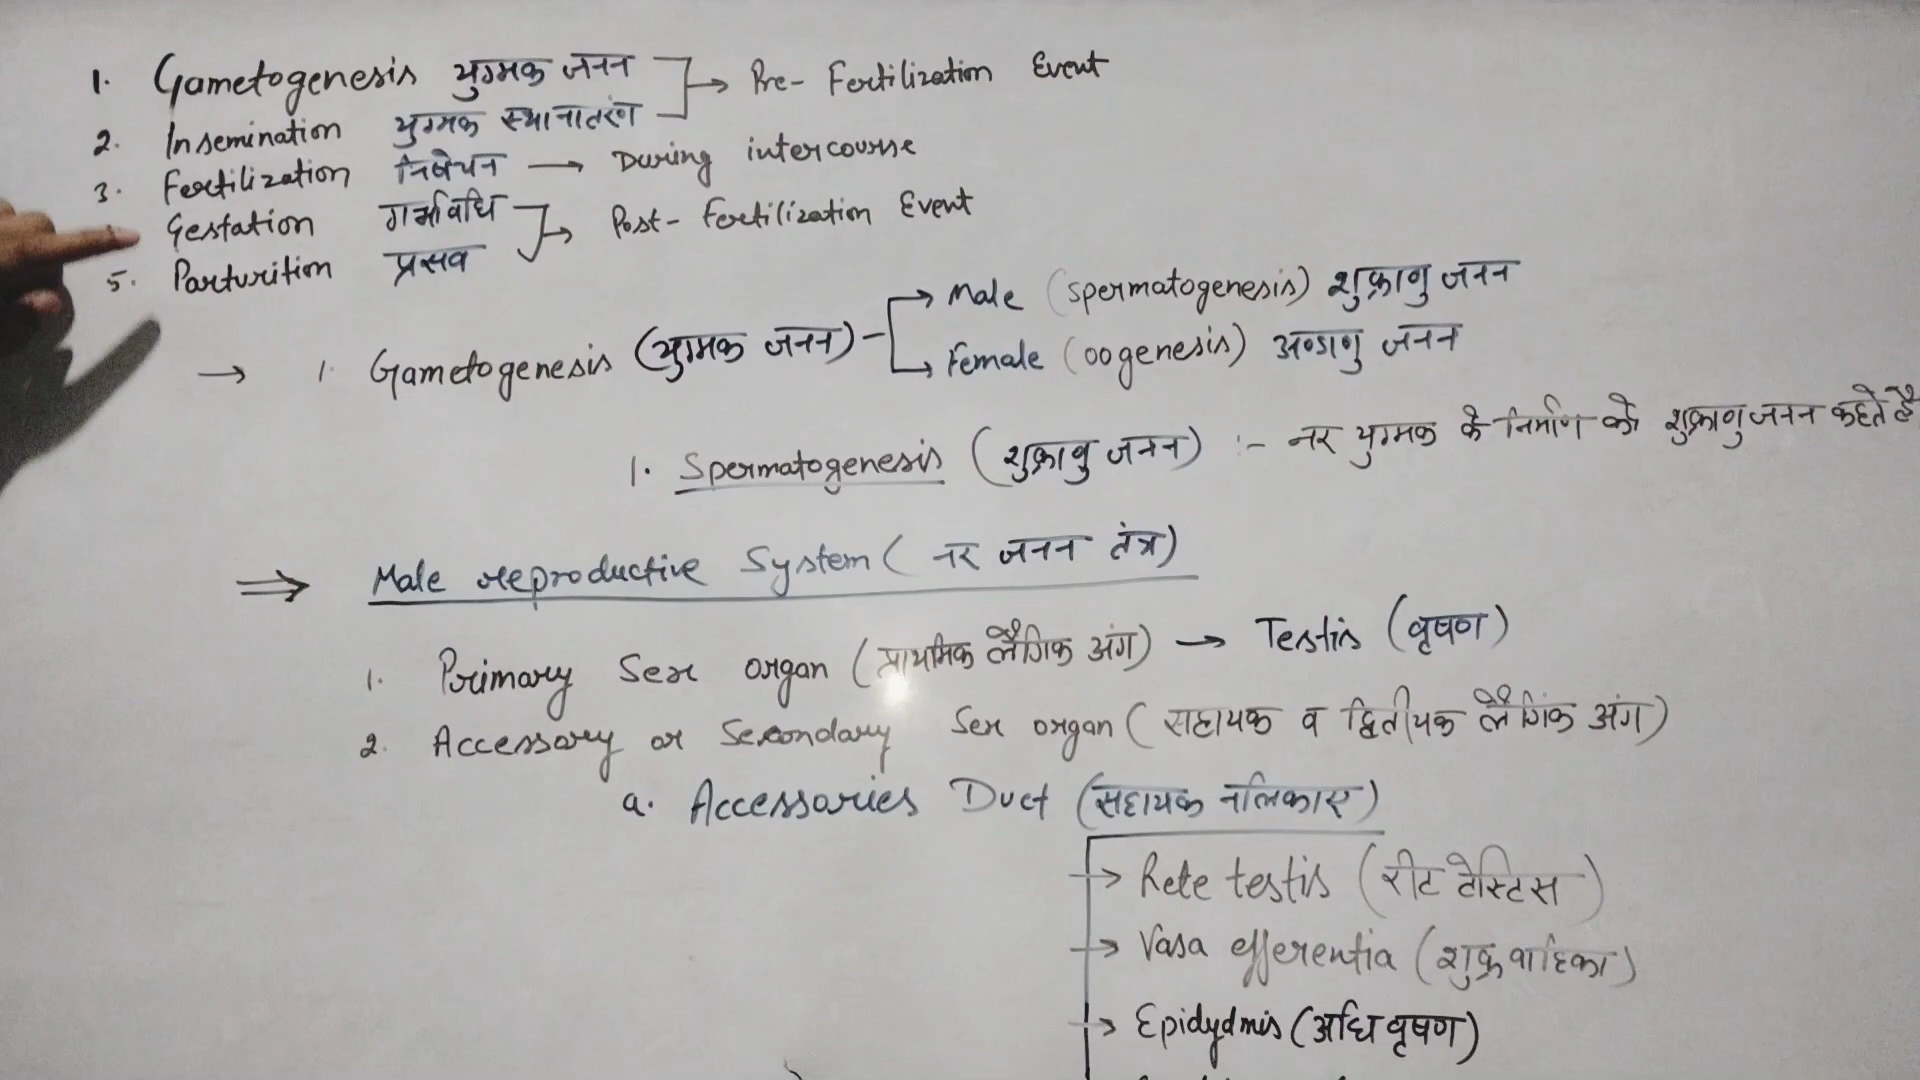 1. Gametogenesis युग्मक जनन → Pre- Fertilization Event
2. Insemination युग्मक स्थानातरंण
3. Fertilization निषेचन → During intercourse
Gestation गर्भावधि → Post- Fertilization Event
5. Parturition प्रसव
→ 1. Gametogenesis (युग्मक जनन) → Male (spermatogenesis) शुक्राणु जनन
→ Female (oogenesis) अण्डाणु जनन
1. Spermatogenesis (शुक्राणु जनन) :- नर युग्मक के निर्माण को शुक्राणु जनन कहते है
⇒ Male reproductive System ( नर जनन तंत्र)
1. Primary Sex organ (प्राथमिक लैंगिक अंग) → Testis (वृषण)
2. Accessory or Secondary Sex organ ( सहायक व द्वितीयक लैंगिक अंग)
a. Accessories Duct (सहायक नलिकाए)
→ Rete testis (रीट टेस्टिस)
→ Vasa efferentia (शुक्रवाहिका)
→ Epidydmis (अधिवृषण)